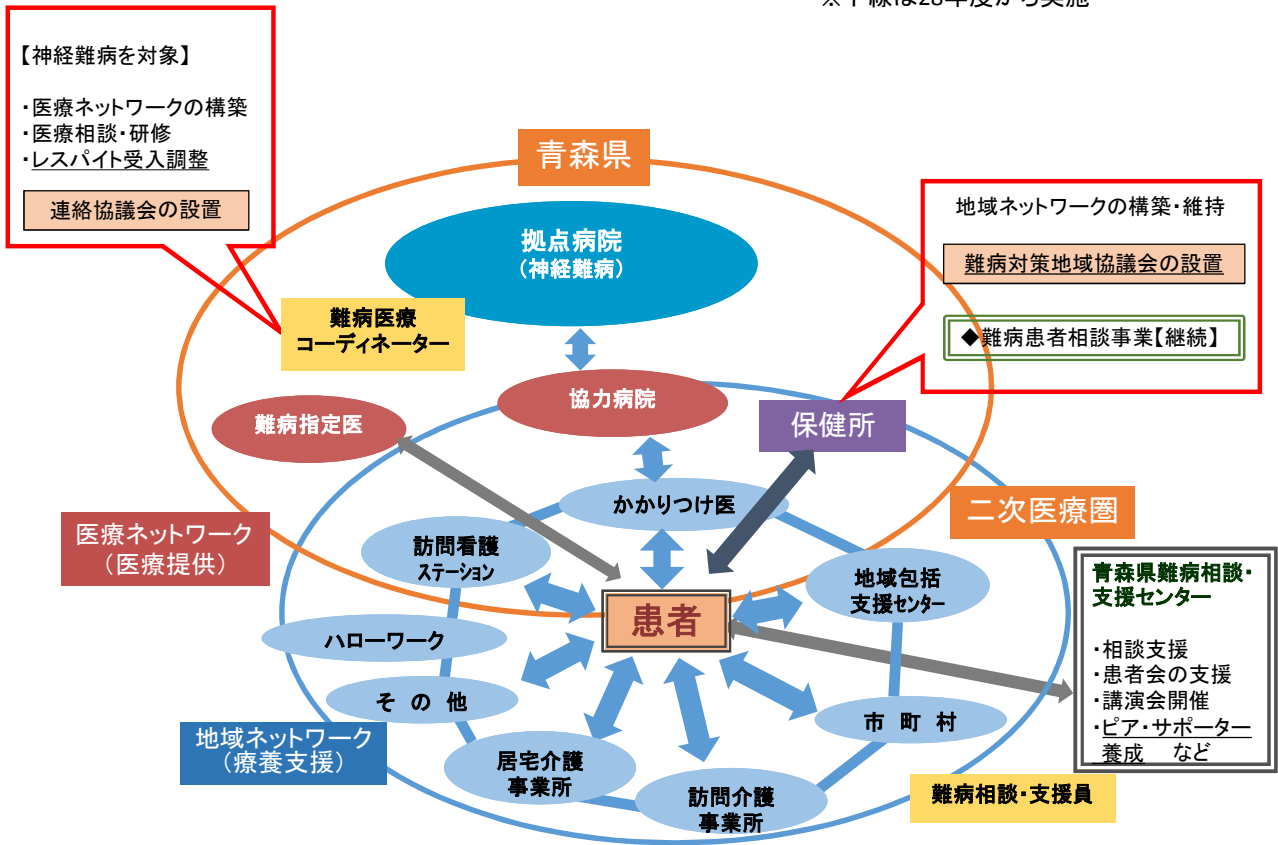 【神経難病を対象】
・医療ネットワークの構築
・医療相談・研修
・レスパイト受入調整
連絡協議会の設置
青森県
拠点病院
（神経難病）
地域ネットワークの構築・維持
難病対策地域協議会の設置
◆難病患者相談事業【継続】
難病医療
コーディネーター
協力病院
難病指定医
保健所
かかりつけ医
二次医療圏
医療ネットワーク
（医療提供）
訪問看護
ステーション
地域包括
支援センター
患者
ハローワーク
その他
市町村
地域ネットワーク
（療養支援）
居宅介護
事業所
訪問介護
事業所
難病相談・支援員
青森県難病相談・
支援センター
・相談支援
・患者会の支援
・講演会開催
・ピア・サポーター
養成 など